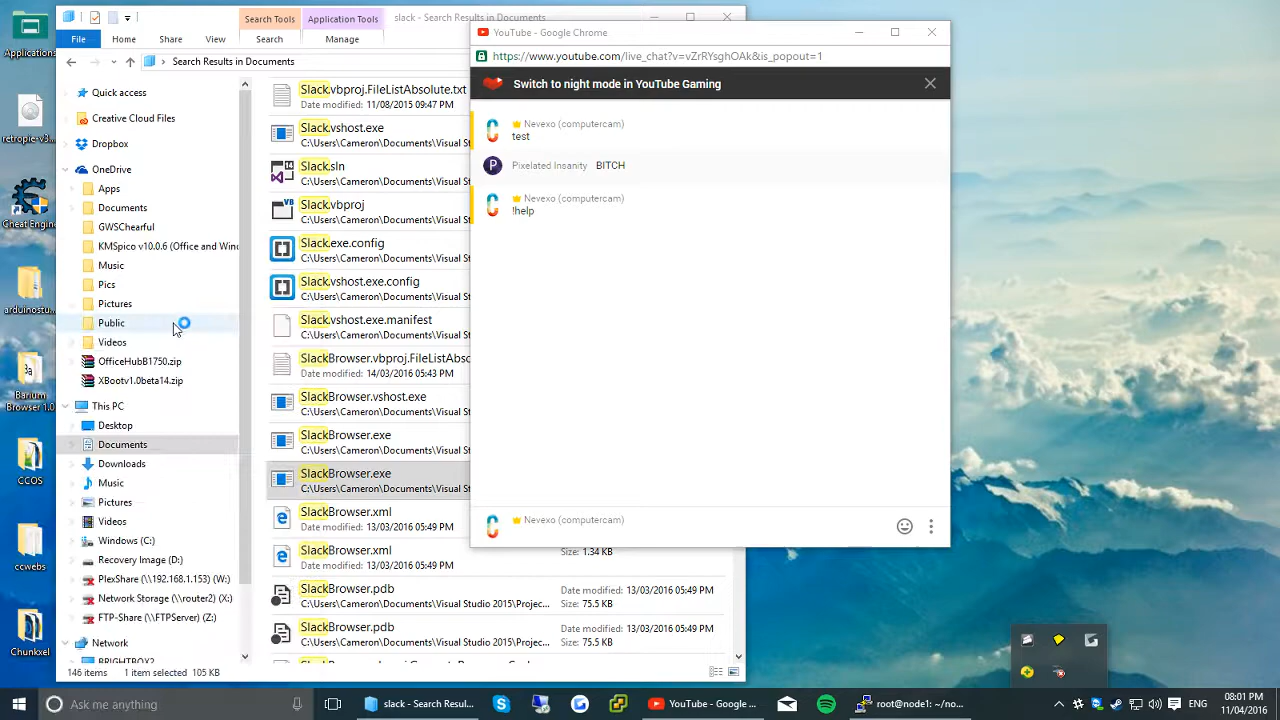 Applications
retropie-v3...
Cheat Engine
arduinostu...
Barium
Browser 1.0
CCOS
ccwebs
Chunkxel
Search Tools
Application Tools
slack - Search Results in Documents
File
Home
Share
View
Search
Manage
Search Results in Documents
Quick access
Creative Cloud Files
Dropbox
OneDrive
Apps
Documents
GWSChearful
KMSpico v10.0.6 (Office and Wind
Music
Pics
Pictures
Public
Videos
OfficeHubB1750.zip
XBootv1.0beta14.zip
This PC
Desktop
Documents
Downloads
Music
Pictures
Videos
Windows (C:)
Recovery Image (D:)
PlexShare (\\192.168.1.153) (W:)
Network Storage (\\router2) (X:)
FTP-Share (\\FTPServer) (Z:)
Network
BRIGHTBOX2
Slack.vbproj.FileListAbsolute.txt
Date modified: 11/08/2015 09:47 PM
Slack.vshost.exe
C:\Users\Cameron\Documents\Visual St
Slack.sln
C:\Users\Cameron\Documents\Visual St
Slack.vbproj
C:\Users\Cameron\Documents\Visual St
Slack.exe.config
C:\Users\Cameron\Documents\Visual St
Slack.vshost.exe.config
C:\Users\Cameron\Documents\Visual St
Slack.vshost.exe.manifest
C:\Users\Cameron\Documents\Visual St
SlackBrowser.vbproj.FileListAbso
Date modified: 14/03/2016 05:43 PM
SlackBrowser.vshost.exe
C:\Users\Cameron\Documents\Visual St
SlackBrowser.exe
C:\Users\Cameron\Documents\Visual St
SlackBrowser.exe
C:\Users\Cameron\Documents\Visual St
SlackBrowser.xml
Date modified: 13/03/2016 05:49 PM
SlackBrowser.xml
Date modified: 13/03/2016 05:49 PM
Size: 1.34 KB
SlackBrowser.pdb
Date modified: 13/03/2016 05:49 PM
C:\Users\Cameron\Documents\Visual Studio 2015\Projec...
Size: 75.5 KB
SlackBrowser.pdb
Date modified: 13/03/2016 05:49 PM
C:\Users\Cameron\Documents\Visual Studio 2015\Projec...
Size: 75.5 KB
146 items
1 item selected 105 KB
YouTube - Google Chrome
https://www.youtube.com/live_chat?v=vZrRYsghOAk&is_popout=1
Switch to night mode in YouTube Gaming
Nevexo (computercam)
test
Pixelated Insanity BITCH
Nevexo (computercam)
!help
Nevexo (computercam)
Ask me anything
slack - Search Resul...
YouTube - Google ...
root@node1: ~/no...
ENG
08:01 PM
11/04/2016